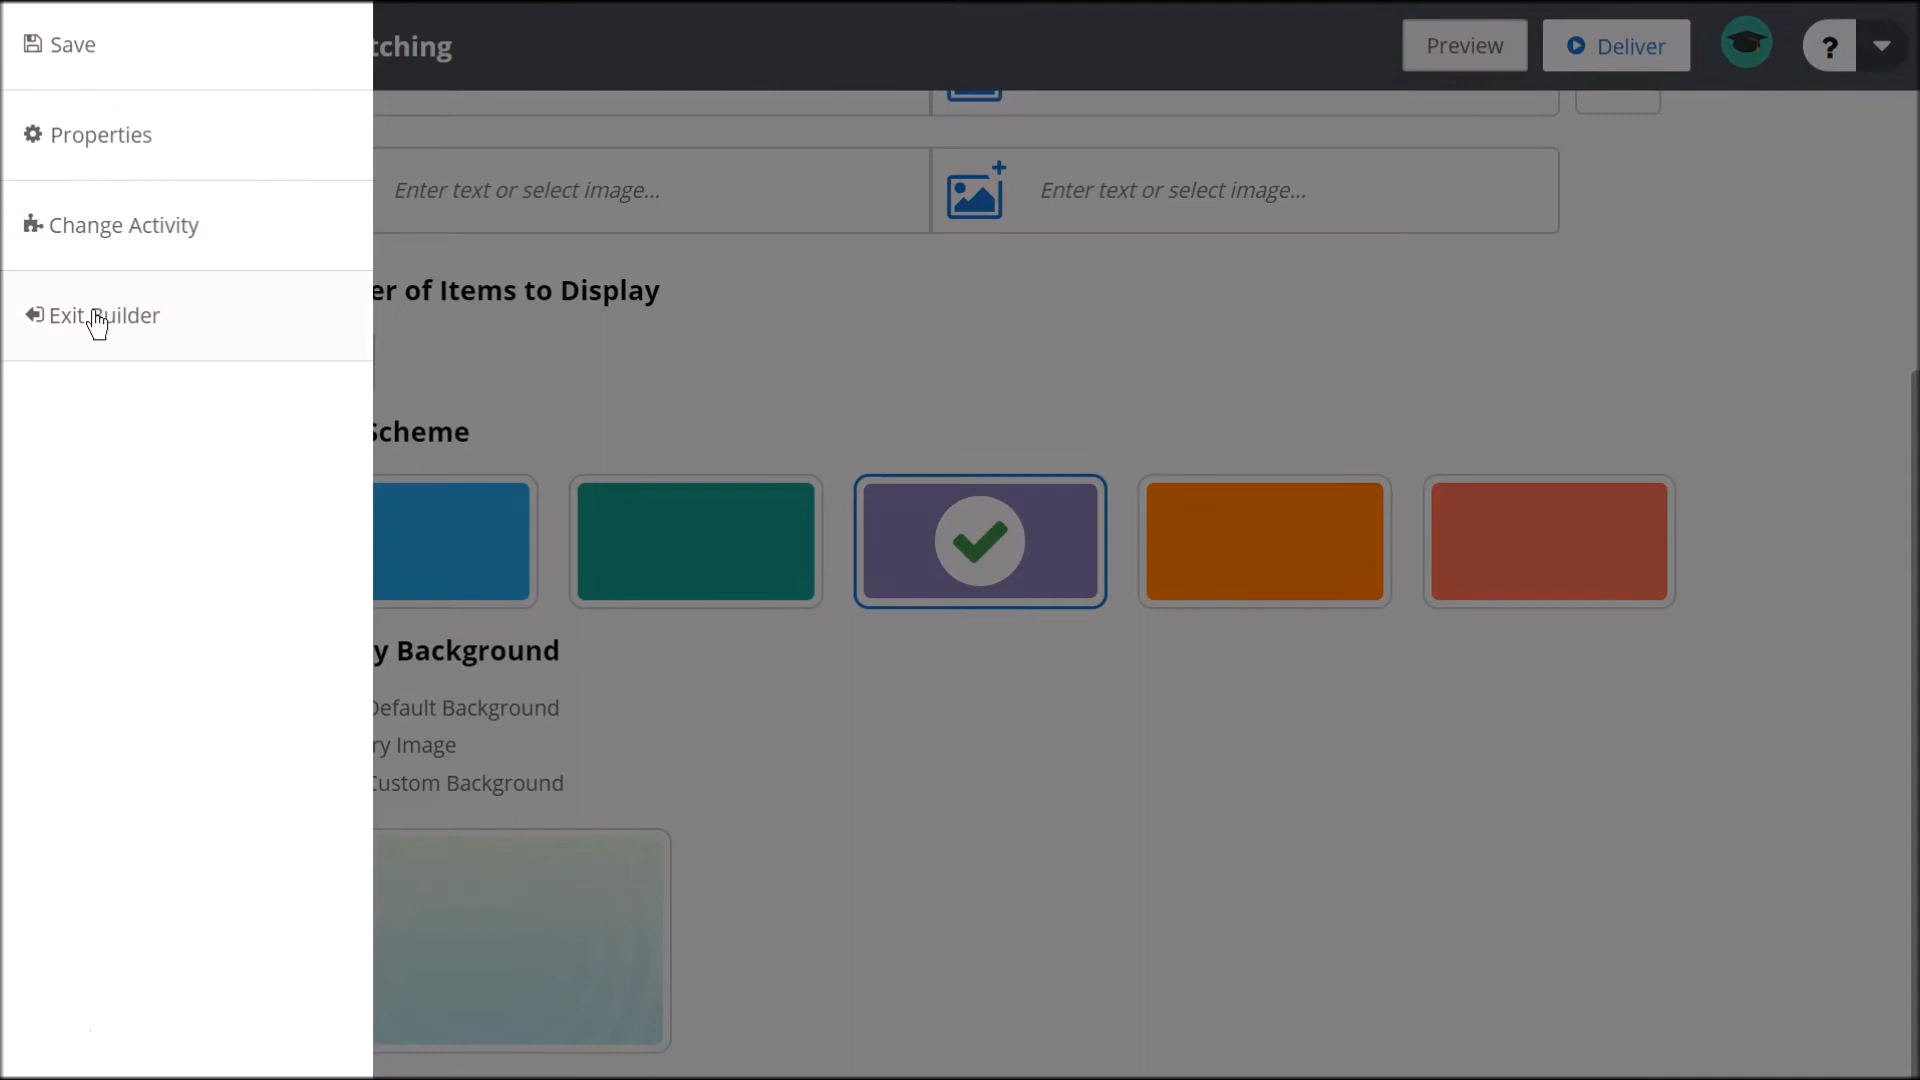 Save
Properties
Change Activity
Exit Builder
tching
Preview
Deliver
?
Enter text or select image...
Enter text or select image...
er of Items to Display
Scheme
y Background
Default Background
ry Image
Custom Background